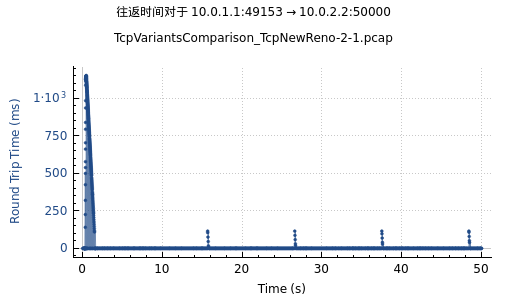 往返时间对于 10.0.1.1:49153 → 10.0.2.2:50000
TcpVariantsComparison_TcpNewReno-2-1.pcap
Round Trip Time (ms)
1·10³
750
500
250
0
0 10 20 30 40 50
Time (s)